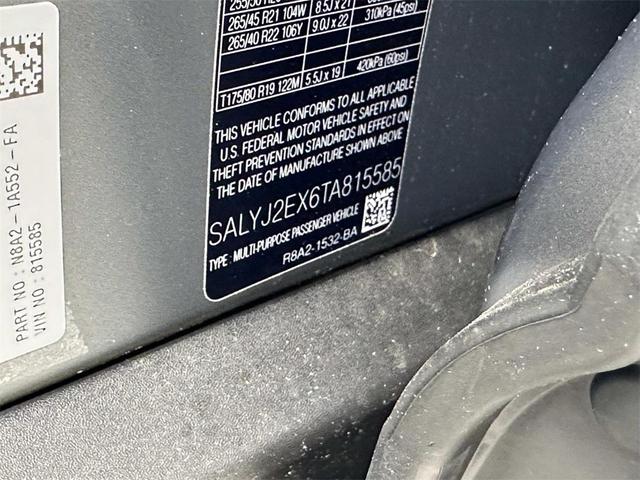 265/45 R21 104W 8.5J x 21 310kPa (45psi)
265/40 R22 106Y 9.0J x 22
T175/80 R19 122M 5.5J x 19 420kPa (60psi)
THIS VEHICLE CONFORMS TO ALL APPLICABLE
U.S. FEDERAL MOTOR VEHICLE SAFETY AND
THEFT PREVENTION STANDARDS IN EFFECT ON
THE DATE OF MANUFACTURE SHOWN ABOVE
SALYJ2EX6TA815585
TYPE : MULTI-PURPOSE PASSENGER VEHICLE
R8A2-1532-BA
PART NO : N8A2-1A552-FA
VIN NO : 815585